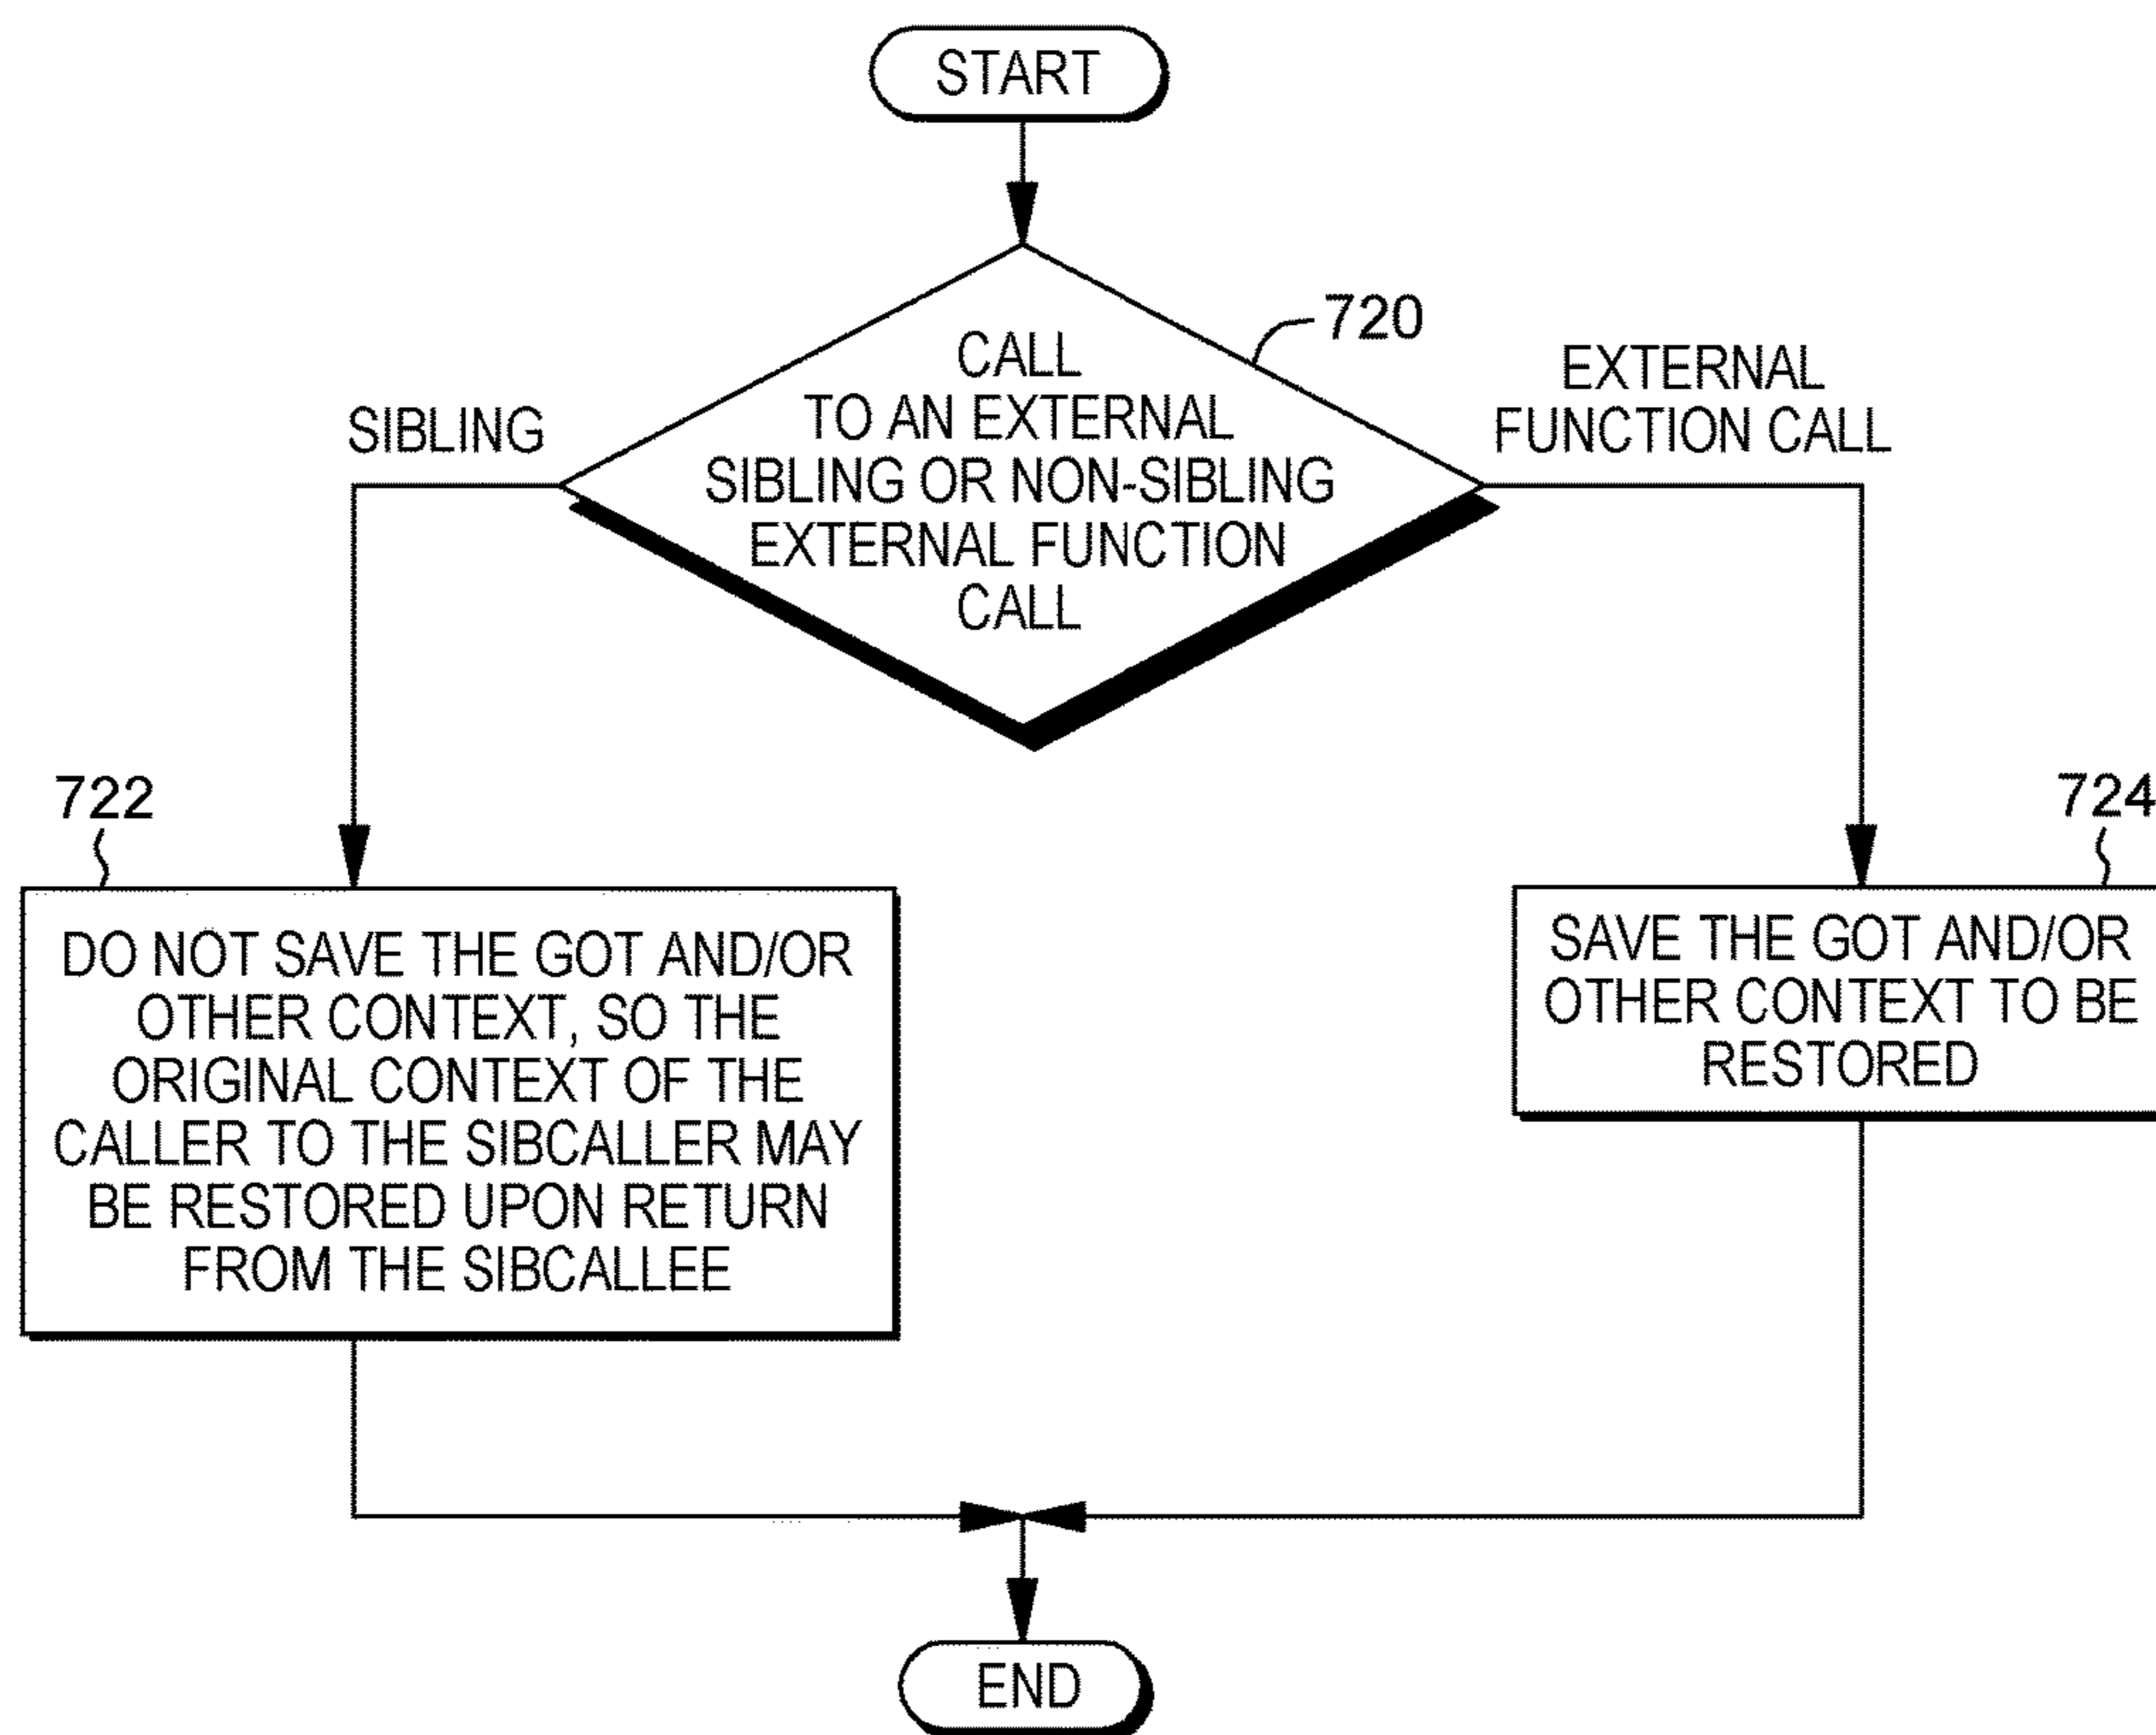 START
720
CALL
TO AN EXTERNAL
SIBLING OR NON-SIBLING
EXTERNAL FUNCTION
CALL
SIBLING
EXTERNAL
FUNCTION CALL
722
DO NOT SAVE THE GOT AND/OR
OTHER CONTEXT, SO THE
ORIGINAL CONTEXT OF THE
CALLER TO THE SIBCALLER MAY
BE RESTORED UPON RETURN
FROM THE SIBCALLEE
724
SAVE THE GOT AND/OR
OTHER CONTEXT TO BE
RESTORED
END